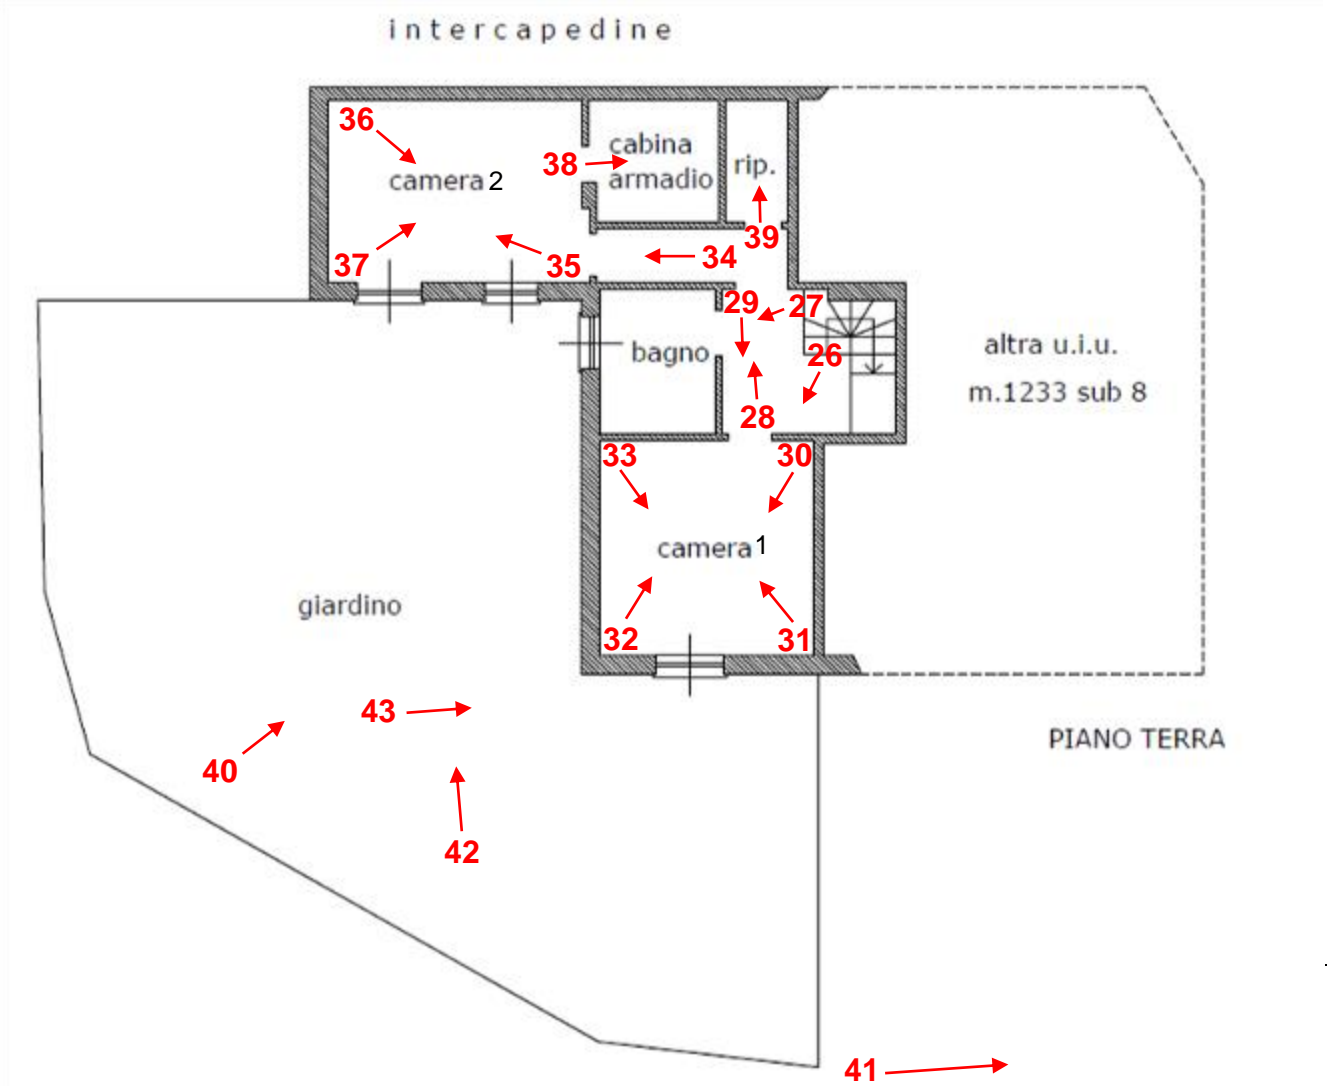 intercapedine
36
cabina
38
rip.
armadio
camera 2
39
37
35
34
29
27
altra u.i.u.
bagno
26
m.1233 sub 8
28
33
30
camera 1
giardino
32
31
43
PIANO TERRA
40
42
41